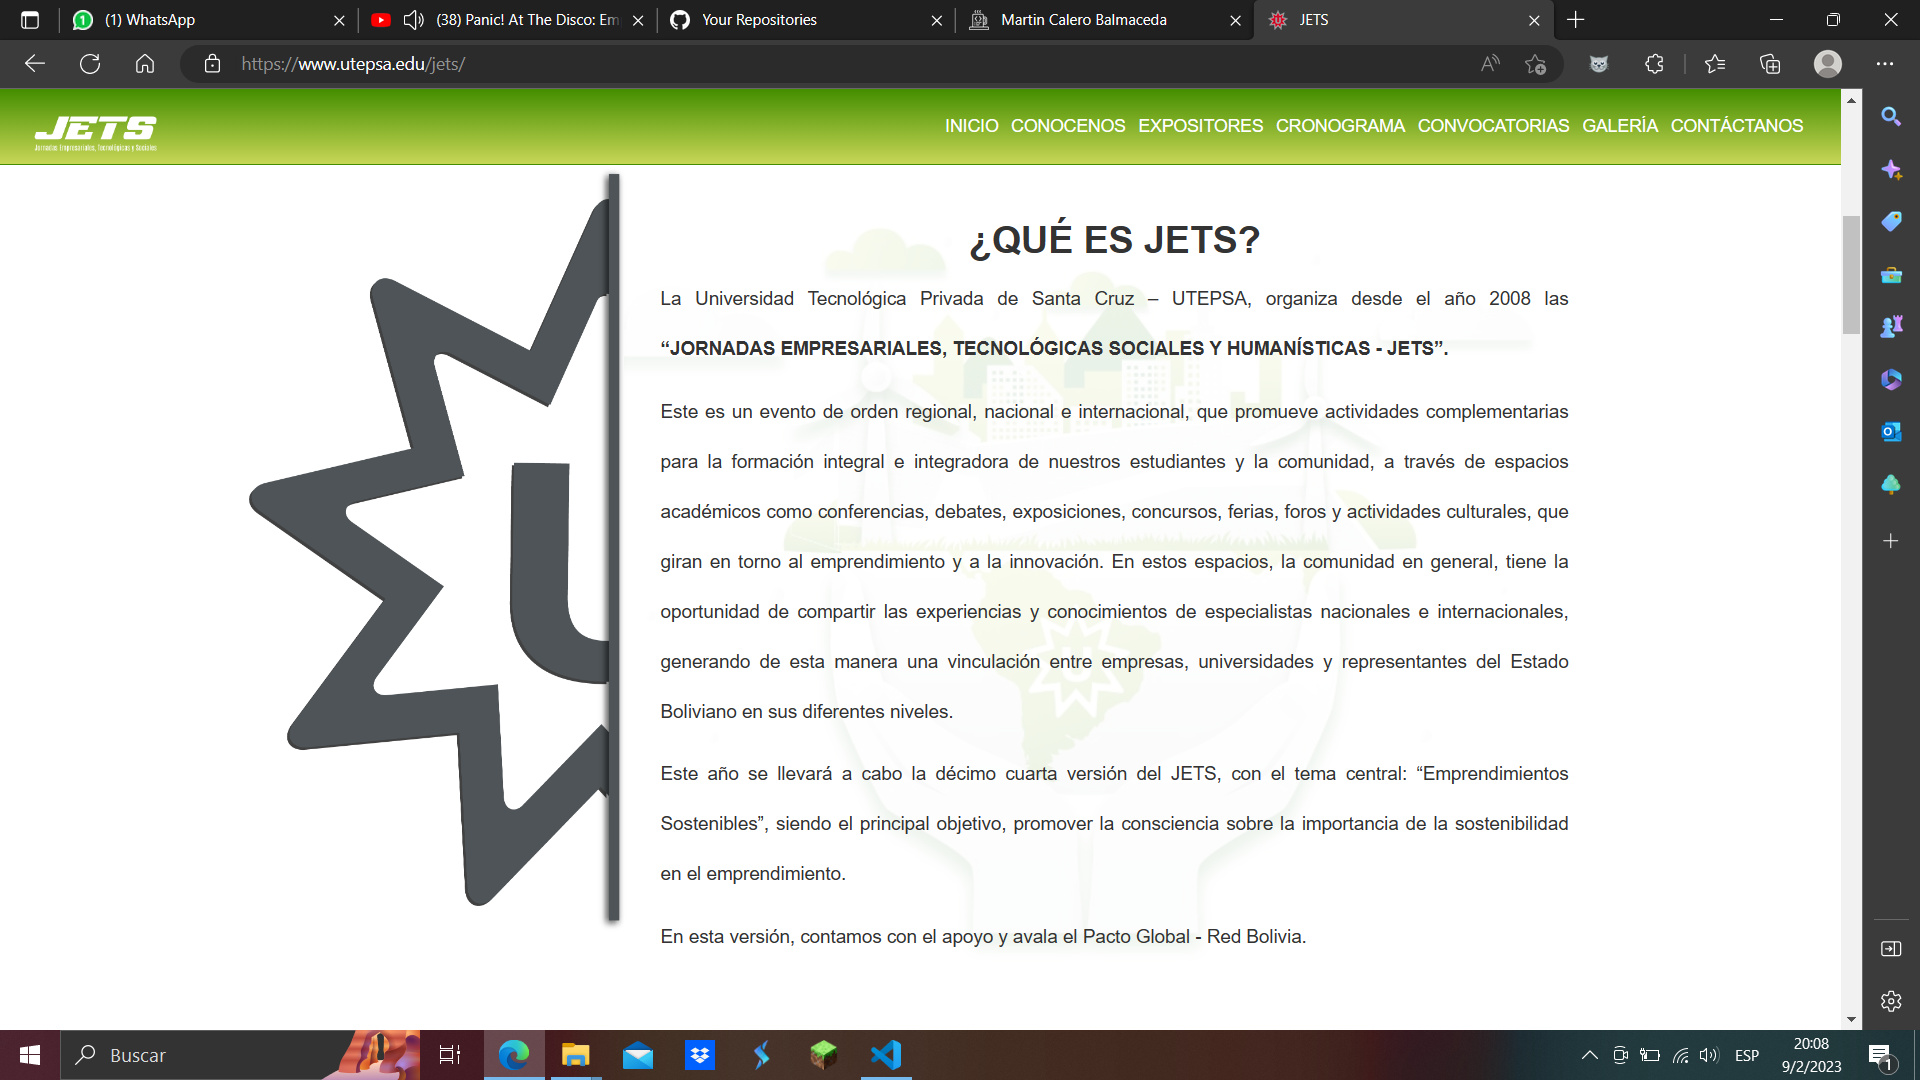 (1) WhatsApp
(38) Panic! At The Disco: Em
Your Repositories
Martin Calero Balmaceda
JETS
https://www.utepsa.edu/jets/
JETS
Jornadas Empresariales, Tecnológicas y Sociales
INICIO CONOCENOS EXPOSITORES CRONOGRAMA CONVOCATORIAS GALERÍA CONTÁCTANOS
U
¿QUÉ ES JETS?
La Universidad Tecnológica Privada de Santa Cruz – UTEPSA, organiza desde el año 2008 las
“JORNADAS EMPRESARIALES, TECNOLÓGICAS SOCIALES Y HUMANÍSTICAS - JETS”.
Este es un evento de orden regional, nacional e internacional, que promueve actividades complementarias
para la formación integral e integradora de nuestros estudiantes y la comunidad, a través de espacios
académicos como conferencias, debates, exposiciones, concursos, ferias, foros y actividades culturales, que
giran en torno al emprendimiento y a la innovación. En estos espacios, la comunidad en general, tiene la
oportunidad de compartir las experiencias y conocimientos de especialistas nacionales e internacionales,
generando de esta manera una vinculación entre empresas, universidades y representantes del Estado
Boliviano en sus diferentes niveles.
Este año se llevará a cabo la décimo cuarta versión del JETS, con el tema central: “Emprendimientos
Sostenibles”, siendo el principal objetivo, promover la consciencia sobre la importancia de la sostenibilidad
en el emprendimiento.
En esta versión, contamos con el apoyo y avala el Pacto Global - Red Bolivia.
Buscar
ESP
20:08
9/2/2023
1